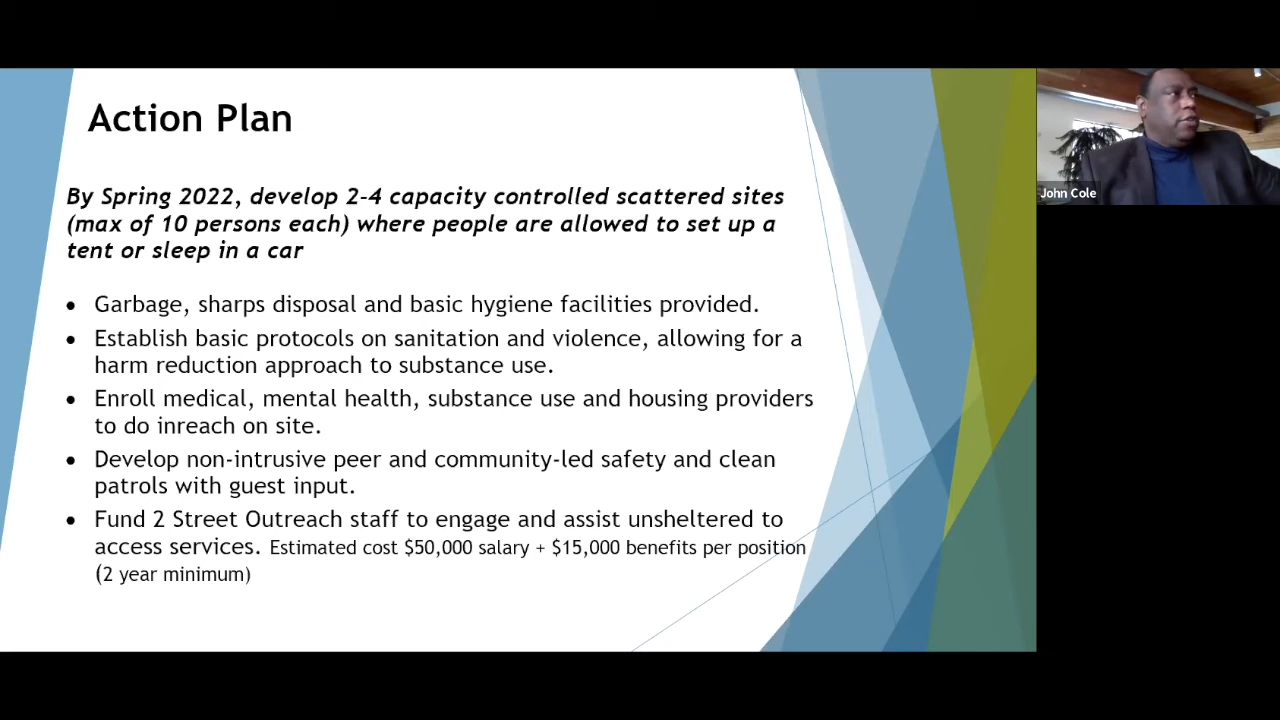 Action Plan
By Spring 2022, develop 2-4 capacity controlled scattered sites
(max of 10 persons each) where people are allowed to set up a
tent or sleep in a car
• Garbage, sharps disposal and basic hygiene facilities provided.
• Establish basic protocols on sanitation and violence, allowing for a
harm reduction approach to substance use.
• Enroll medical, mental health, substance use and housing providers
to do inreach on site.
• Develop non-intrusive peer and community-led safety and clean
patrols with guest input.
• Fund 2 Street Outreach staff to engage and assist unsheltered to
access services. Estimated cost $50,000 salary + $15,000 benefits per position
(2 year minimum)
John Cole